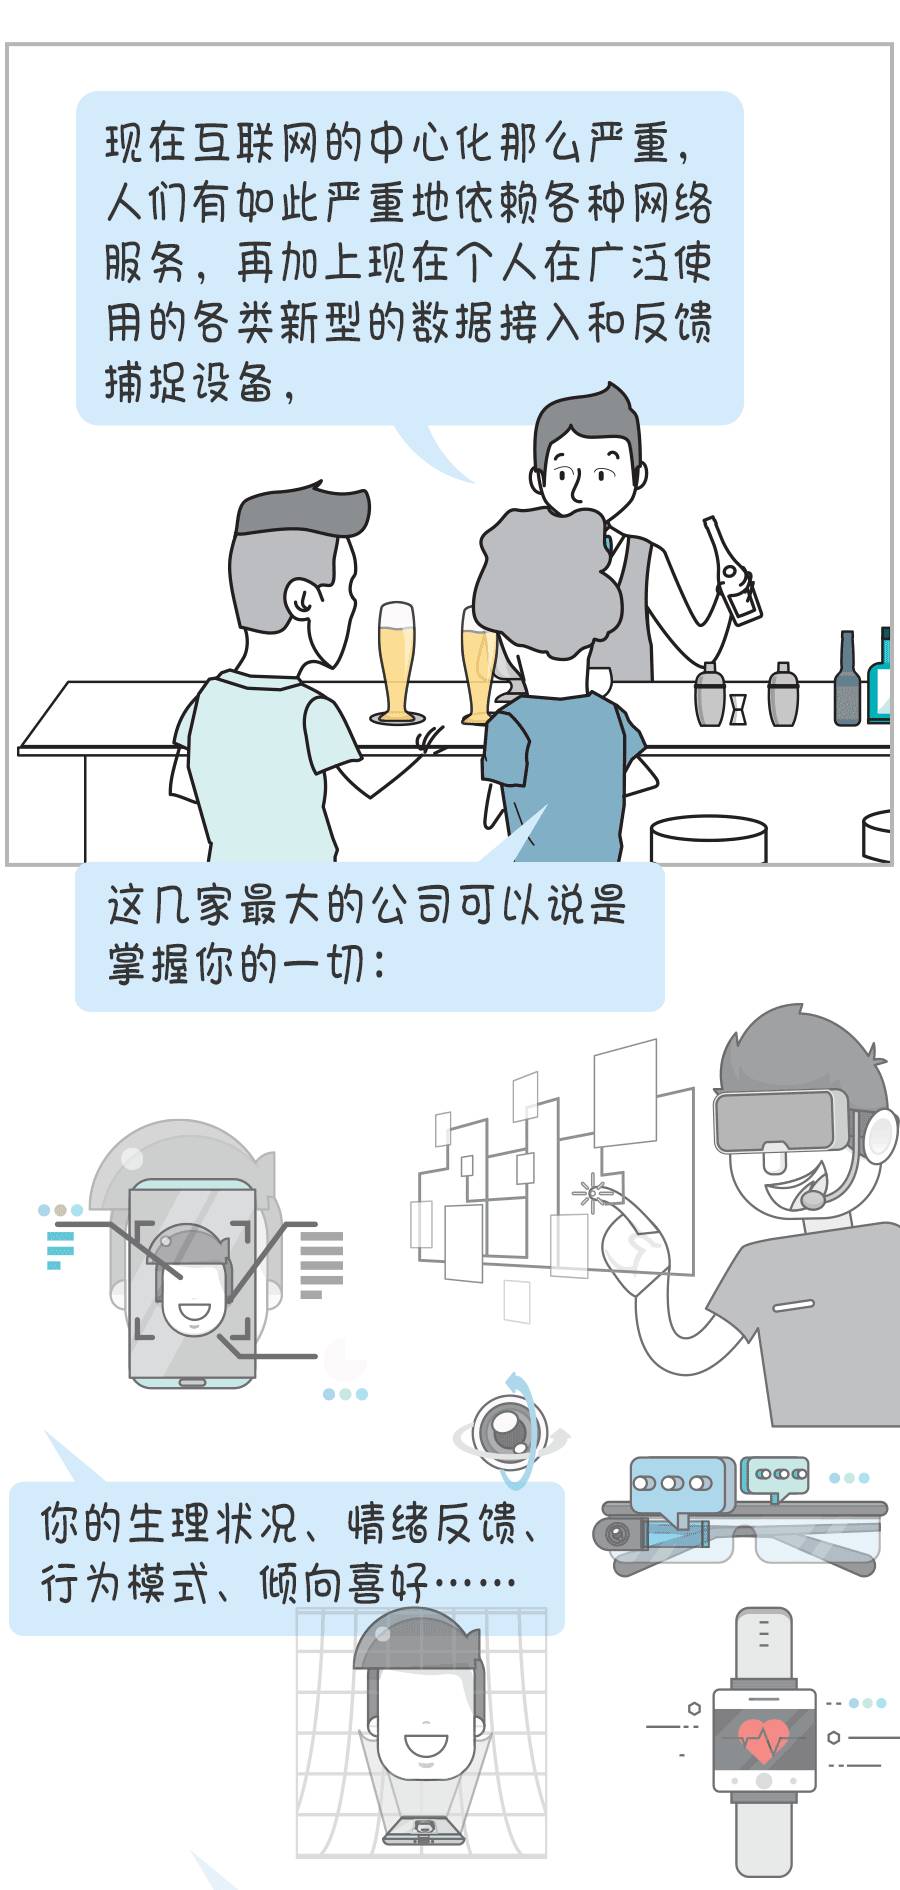 现在互联网的中心化那么严重，
人们有如此严重地依赖各种网络
服务，再加上现在个人在广泛使
用的各类新型的数据接入和反馈
捕捉设备，
这几家最大的公司可以说是
掌握你的一切：
你的生理状况、情绪反馈、
行为模式、倾向喜好……